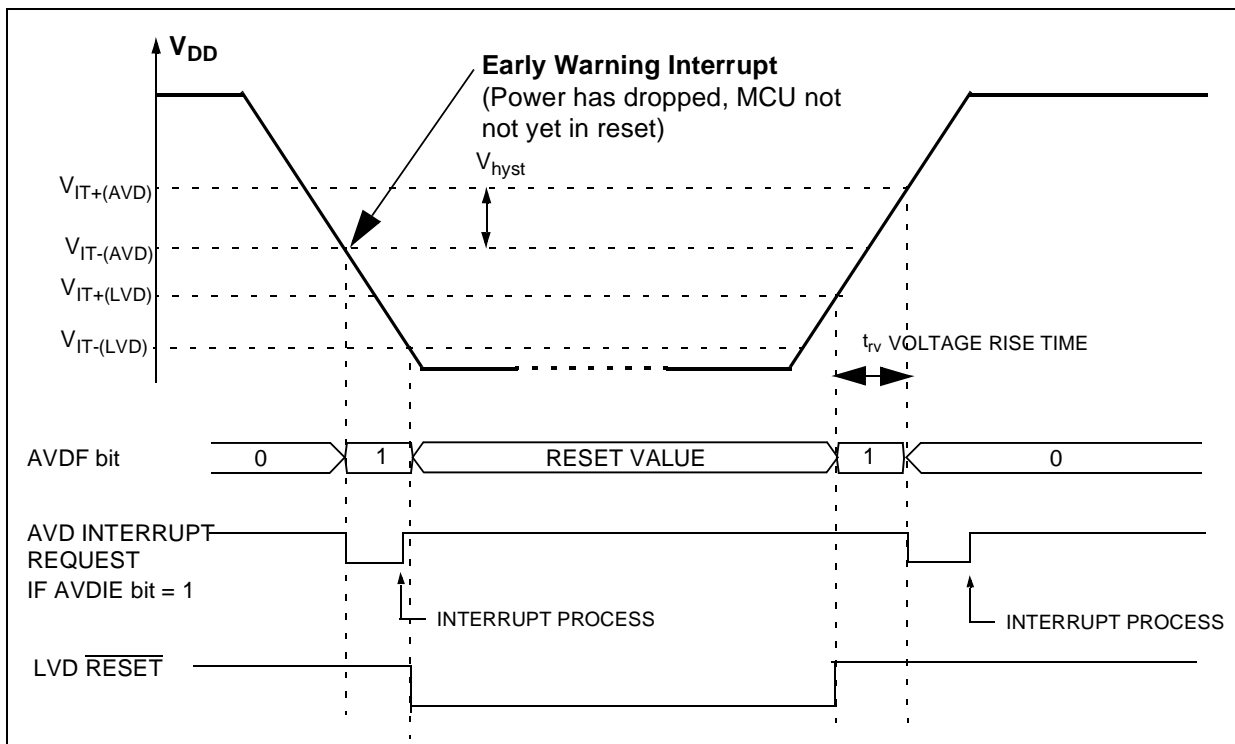 VDD
Early Warning Interrupt
(Power has dropped, MCU not
not yet in reset)
Vhyst
VIT+(AVD)
VIT-(AVD)
VIT+(LVD)
VIT-(LVD)
trv VOLTAGE RISE TIME
AVDF bit
0
1
RESET VALUE
1
0
AVD INTERRUPT
REQUEST
IF AVDIE bit = 1
INTERRUPT PROCESS
INTERRUPT PROCESS
LVD RESET